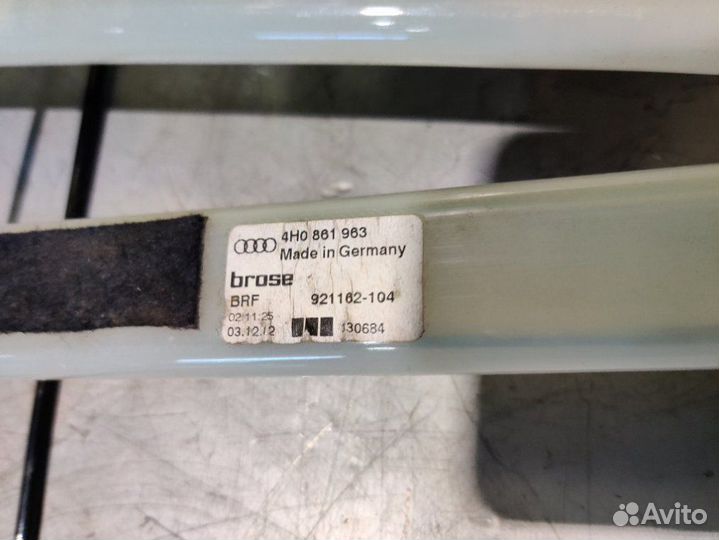 4H0 861 963
Made in Germany
brose
BRF 921162-104
02:11:25
03.12.12 130684
Avito